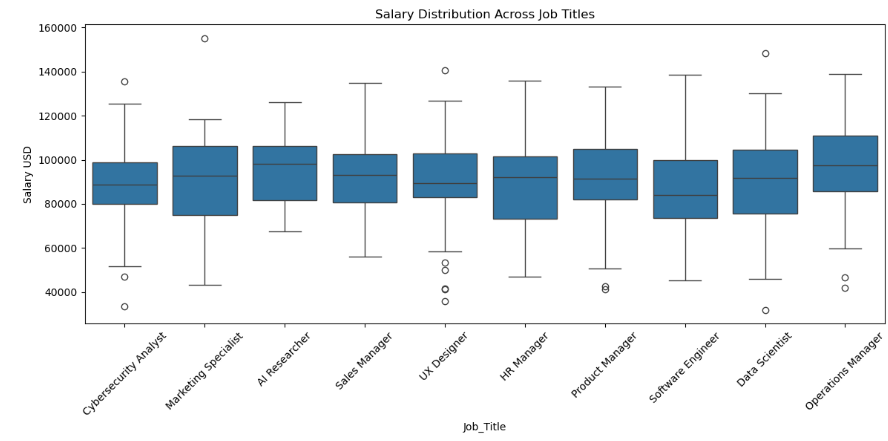 Salary Distribution Across Job Titles
160000
140000
120000
100000
80000
60000
40000
Salary USD
Cybersecurity Analyst
Marketing Specialist
AI Researcher
Sales Manager
UX Designer
HR Manager
Product Manager
Software Engineer
Data Scientist
Operations Manager
Job_Title